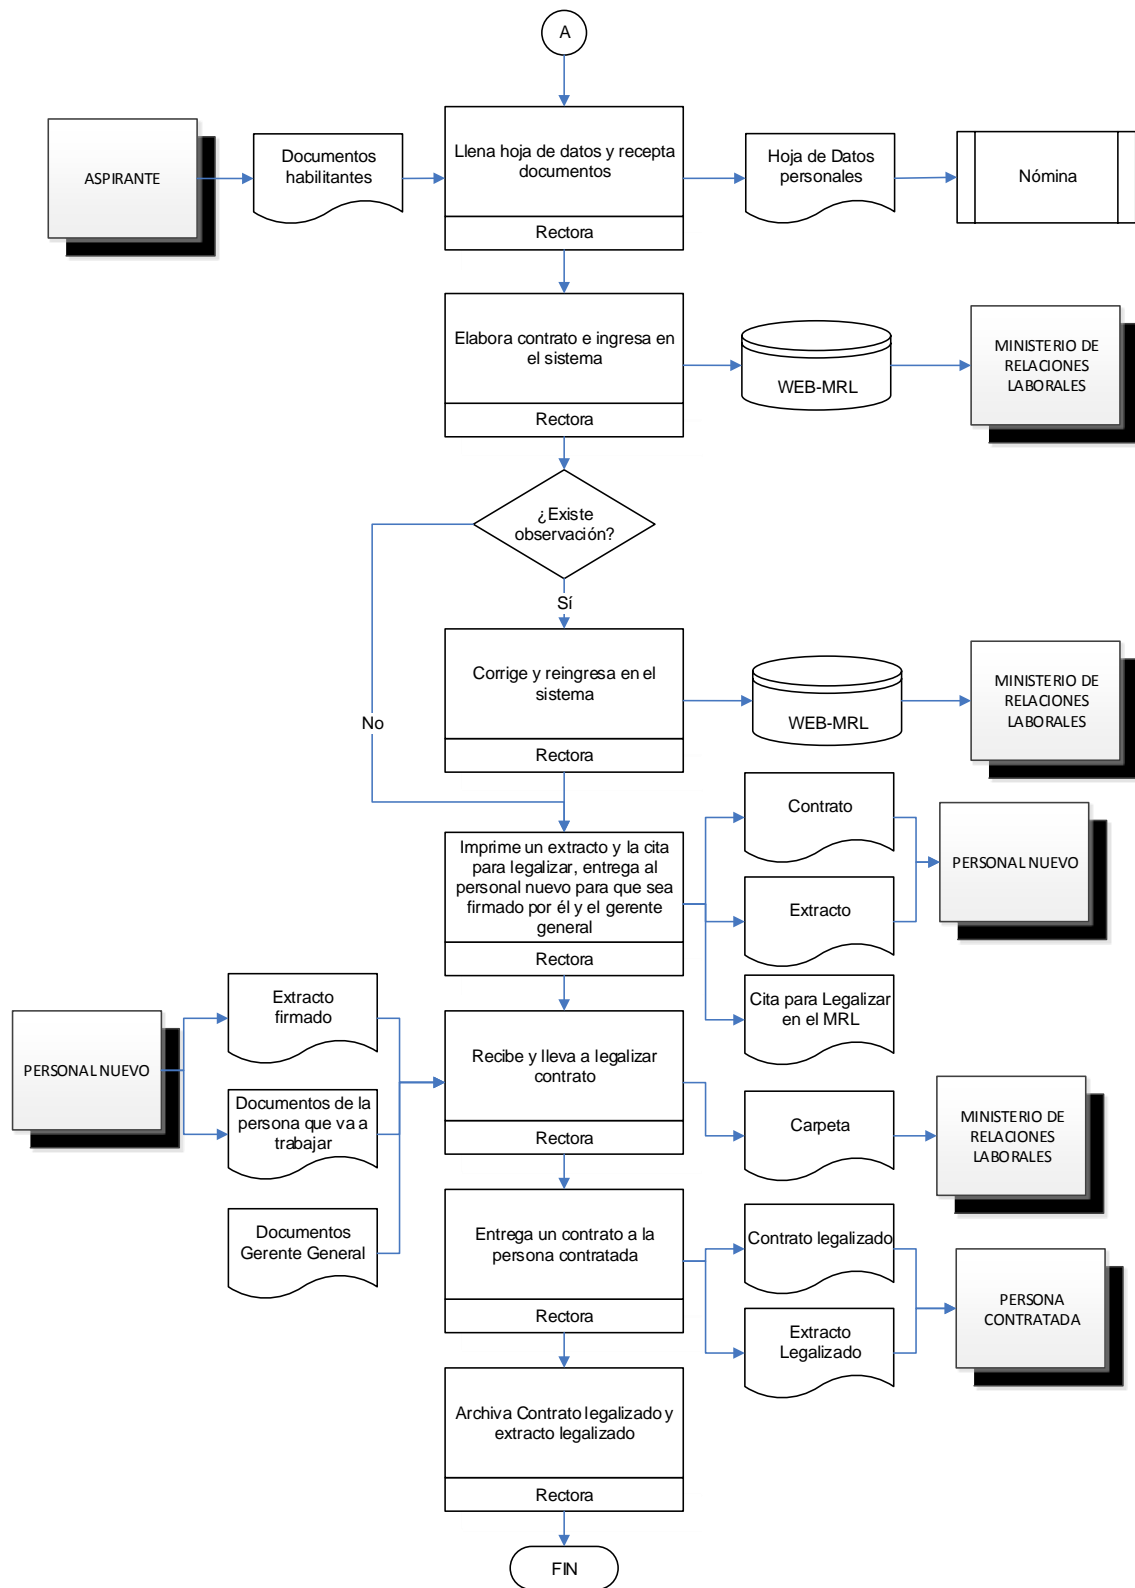 A
ASPIRANTE
Documentos
habilitantes
Llena hoja de datos y recepta
documentos
Rectora
Hoja de Datos
personales
Nómina
Elabora contrato e ingresa en
el sistema
Rectora
WEB-MRL
MINISTERIO DE
RELACIONES
LABORALES
¿Existe
observación?
Sí
No
Corrige y reingresa en el
sistema
Rectora
WEB-MRL
MINISTERIO DE
RELACIONES
LABORALES
Imprime un extracto y la cita
para legalizar, entrega al
personal nuevo para que sea
firmado por él y el gerente
general
Rectora
Contrato
Extracto
Cita para Legalizar
en el MRL
PERSONAL NUEVO
PERSONAL NUEVO
Extracto
firmado
Documentos de la
persona que va a
trabajar
Documentos
Gerente General
Recibe y lleva a legalizar
contrato
Rectora
Carpeta
MINISTERIO DE
RELACIONES
LABORALES
Entrega un contrato a la
persona contratada
Rectora
Contrato legalizado
Extracto
Legalizado
PERSONA
CONTRATADA
Archiva Contrato legalizado y
extracto legalizado
Rectora
FIN